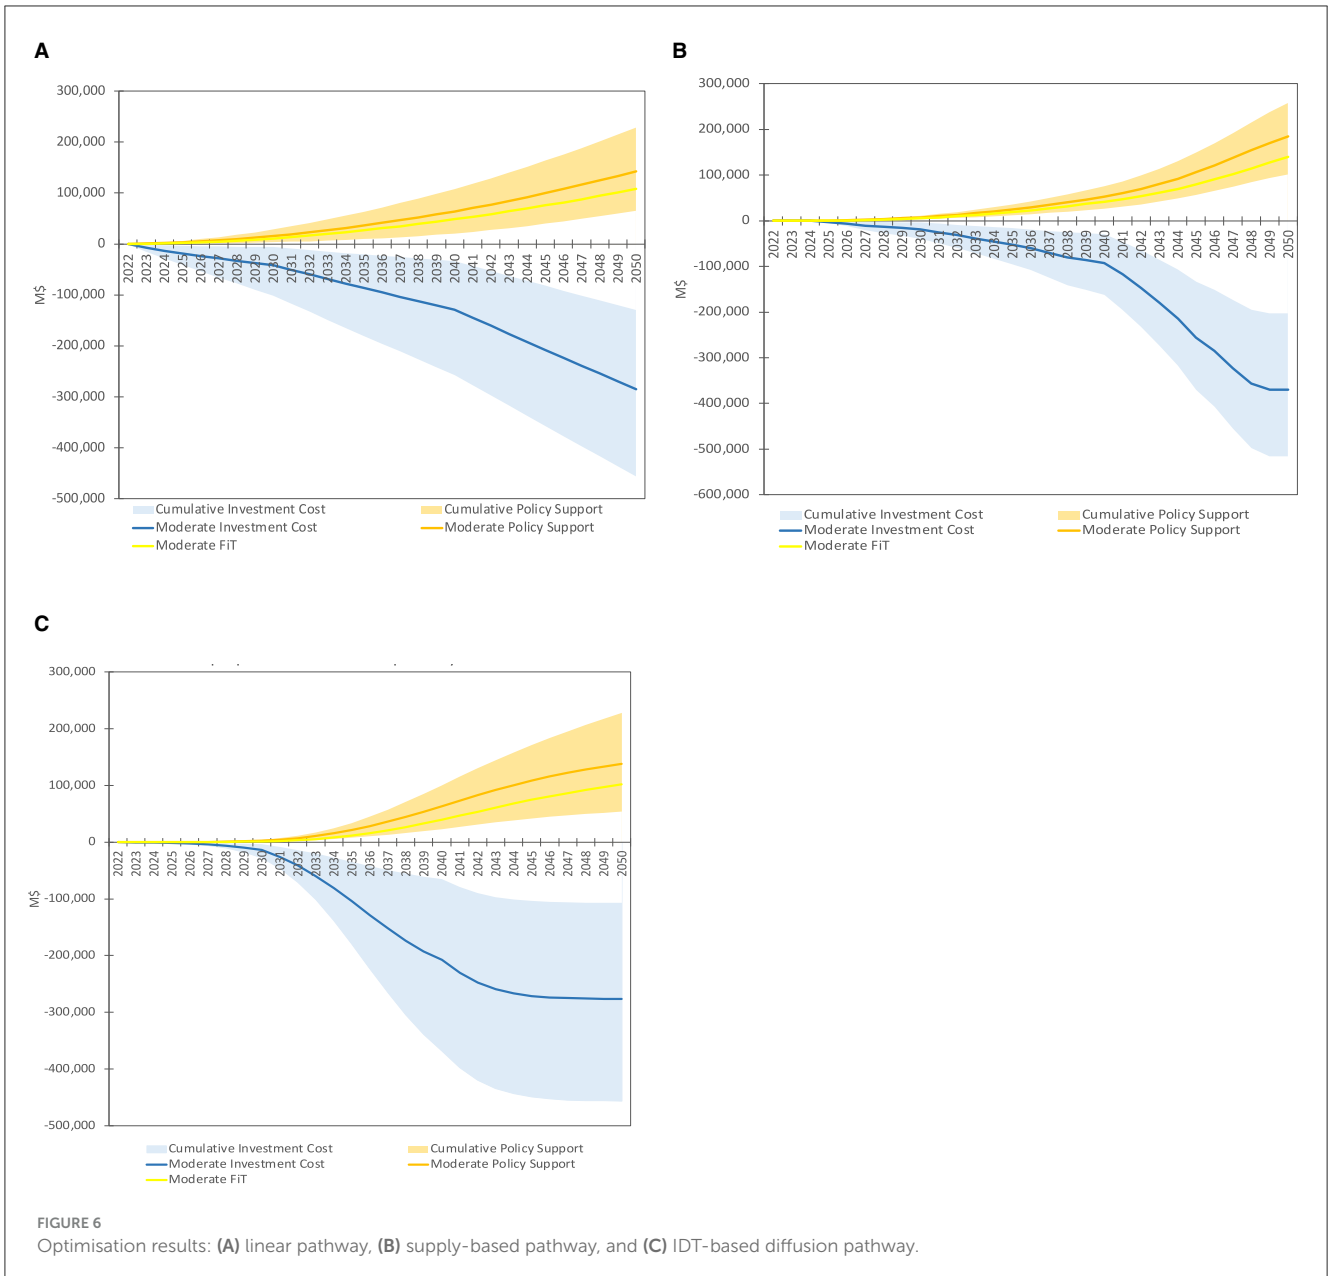 A
300,000
200,000
100,000
0
-100,000
-200,000
-300,000
-400,000
-500,000
M$
2022 2023 2024 2025 2026 2027 2028 2029 2030 2031 2032 2033 2034 2035 2036 2037 2038 2039 2040 2041 2042 2043 2044 2045 2046 2047 2048 2049 2050
Cumulative Investment Cost Cumulative Policy Support
Moderate Investment Cost Moderate Policy Support
Moderate FiT
B
300,000
200,000
100,000
0
-100,000
-200,000
-300,000
-400,000
-500,000
-600,000
M$
2022 2023 2024 2025 2026 2027 2028 2029 2030 2031 2032 2033 2034 2035 2036 2037 2038 2039 2040 2041 2042 2043 2044 2045 2046 2047 2048 2049 2050
Cumulative Investment Cost Cumulative Policy Support
Moderate Investment Cost Moderate Policy Support
Moderate FiT
C
300,000
200,000
100,000
0
-100,000
-200,000
-300,000
-400,000
-500,000
M$
2022 2023 2024 2025 2026 2027 2028 2029 2030 2031 2032 2033 2034 2035 2036 2037 2038 2039 2040 2041 2042 2043 2044 2045 2046 2047 2048 2049 2050
Cumulative Investment Cost Cumulative Policy Support
Moderate Investment Cost Moderate Policy Support
Moderate FiT
FIGURE 6
Optimisation results: (A) linear pathway, (B) supply-based pathway, and (C) IDT-based diffusion pathway.